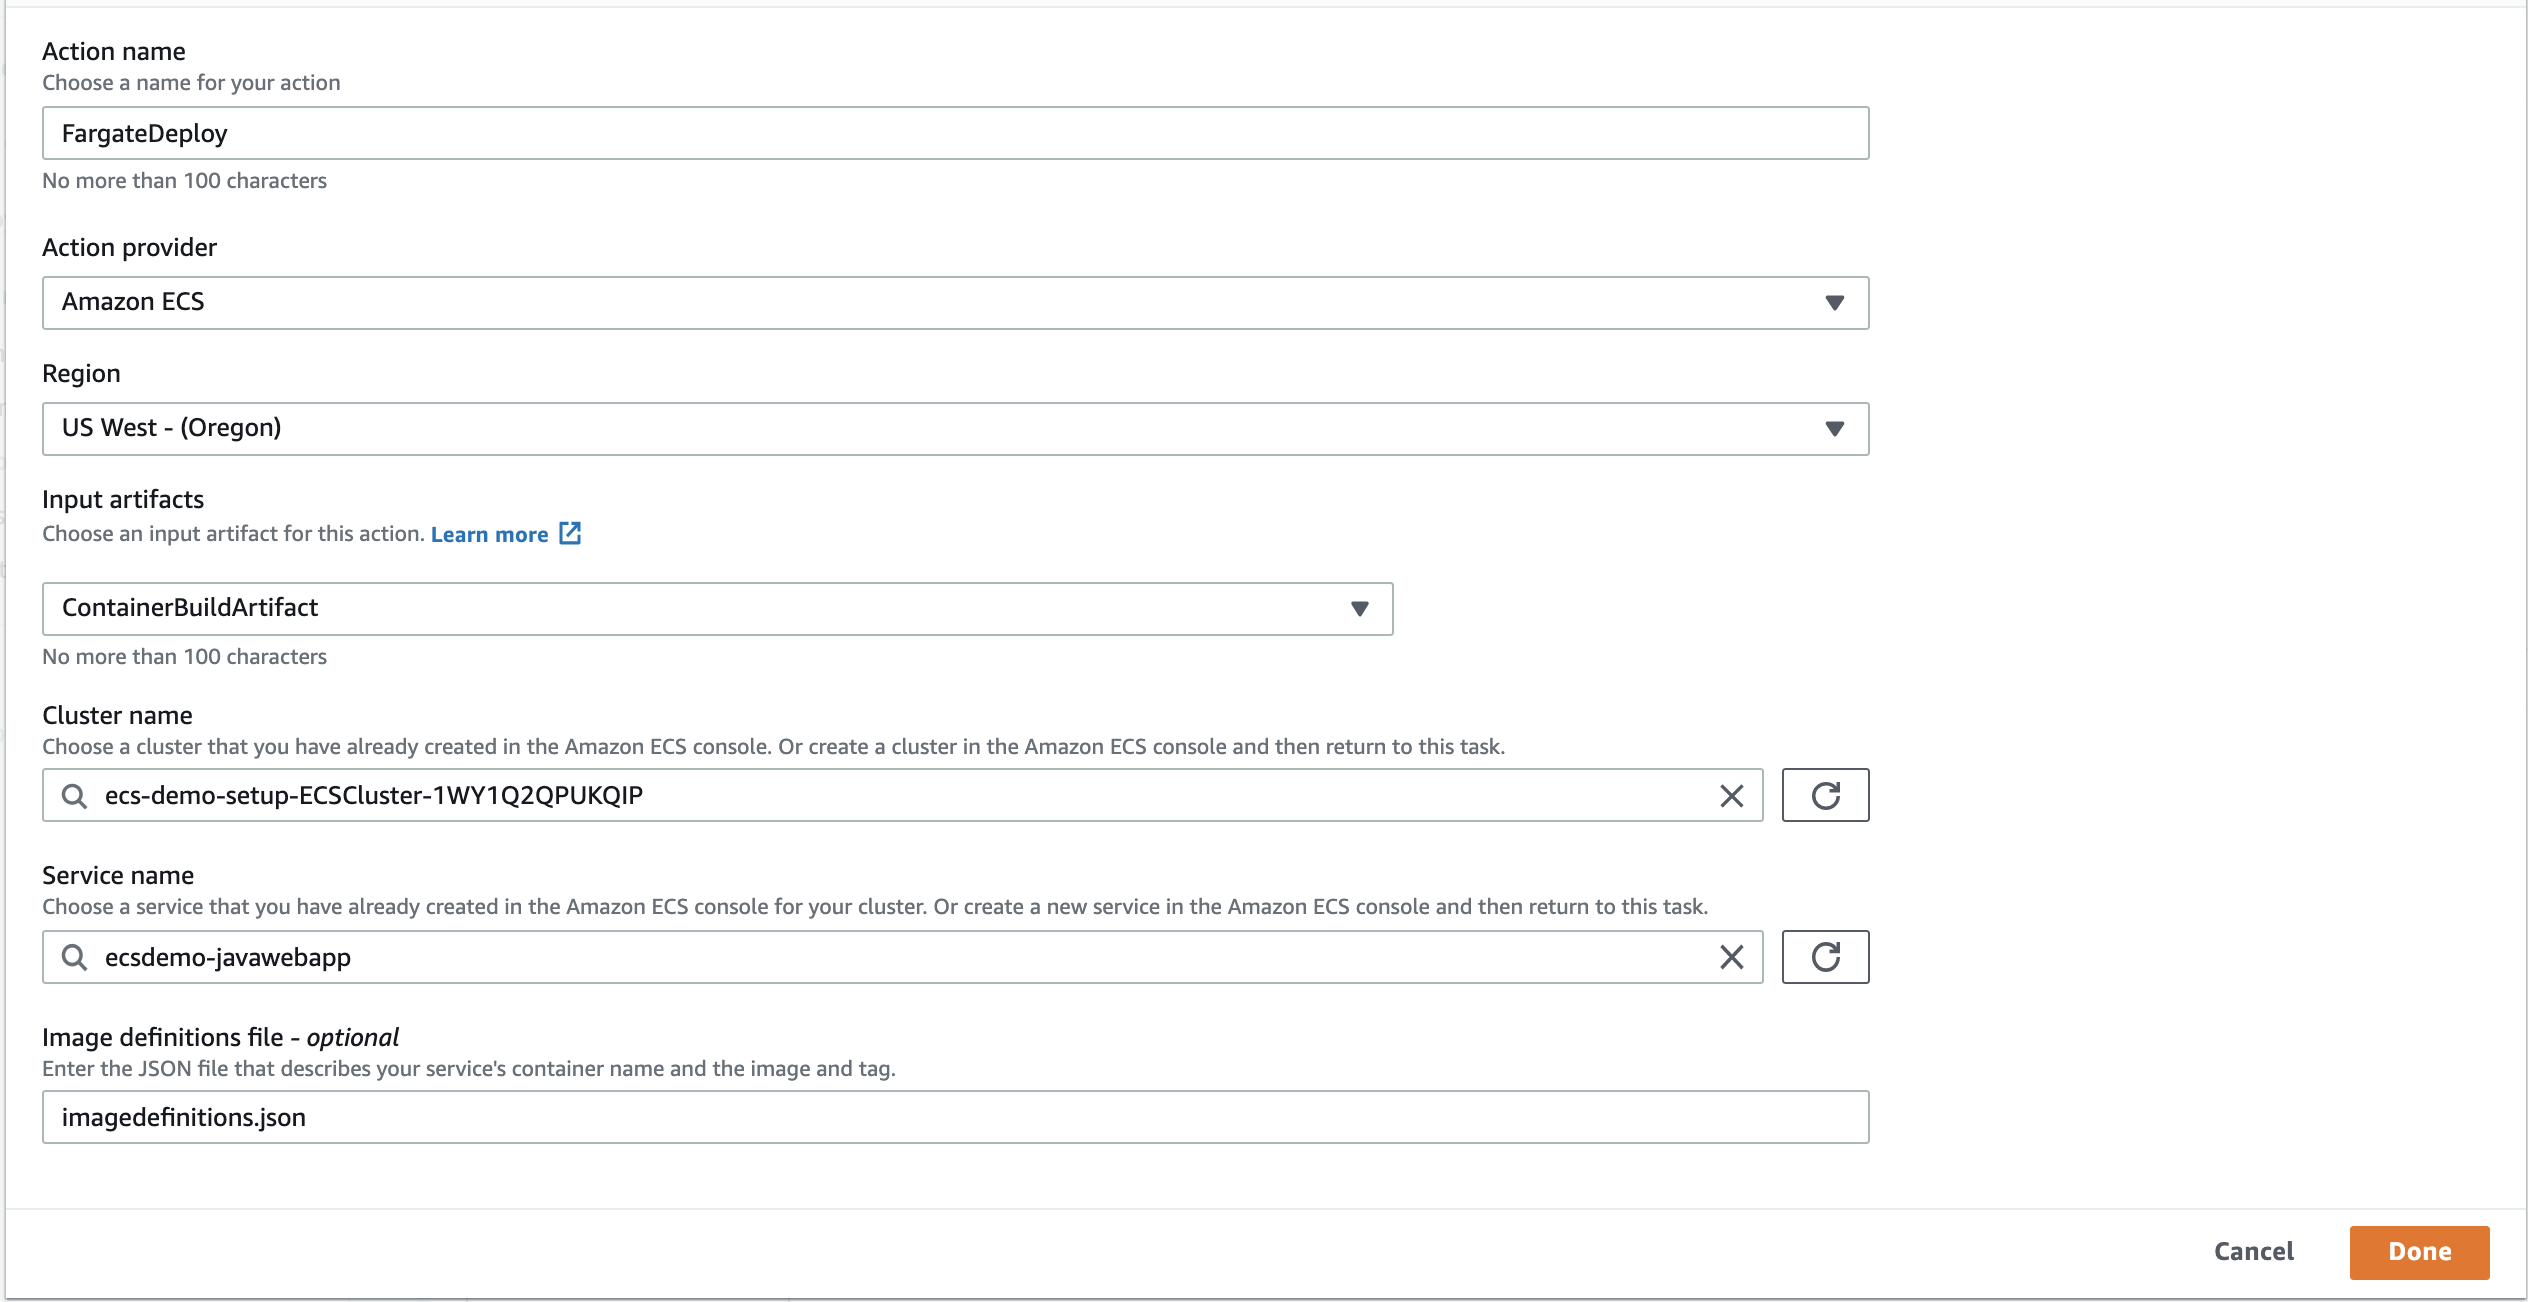 Action name
Choose a name for your action
FargateDeploy
No more than 100 characters
Action provider
Amazon ECS
Region
US West - (Oregon)
Input artifacts
Choose an input artifact for this action. Learn more
ContainerBuildArtifact
No more than 100 characters
Cluster name
Choose a cluster that you have already created in the Amazon ECS console. Or create a cluster in the Amazon ECS console and then return to this task.
ecs-demo-setup-ECSCluster-1WY1Q2QPUKQIP
Service name
Choose a service that you have already created in the Amazon ECS console for your cluster. Or create a new service in the Amazon ECS console and then return to this task.
ecsdemo-javawebapp
Image definitions file - optional
Enter the JSON file that describes your service's container name and the image and tag.
imagedefinitions.json
Cancel
Done